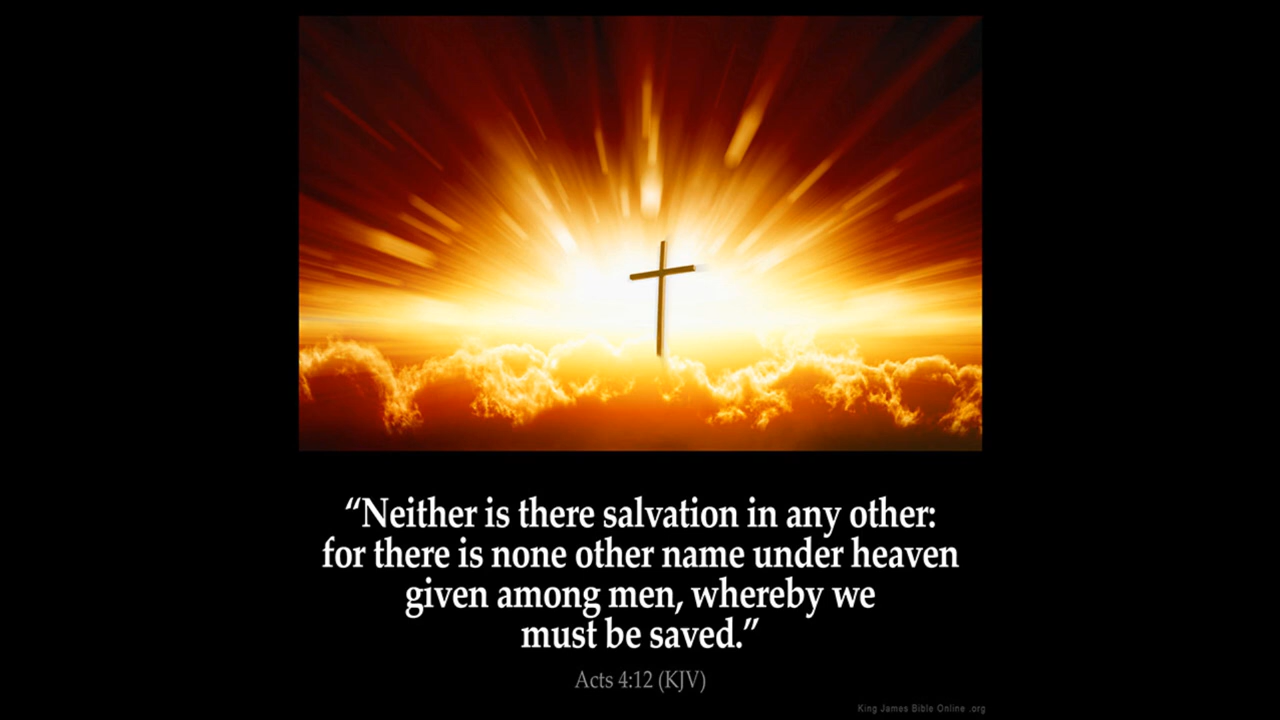 “Neither is there salvation in any other:
for there is none other name under heaven
given among men, whereby we
must be saved.”
Acts 4:12 (KJV)
King James Bible Online .org